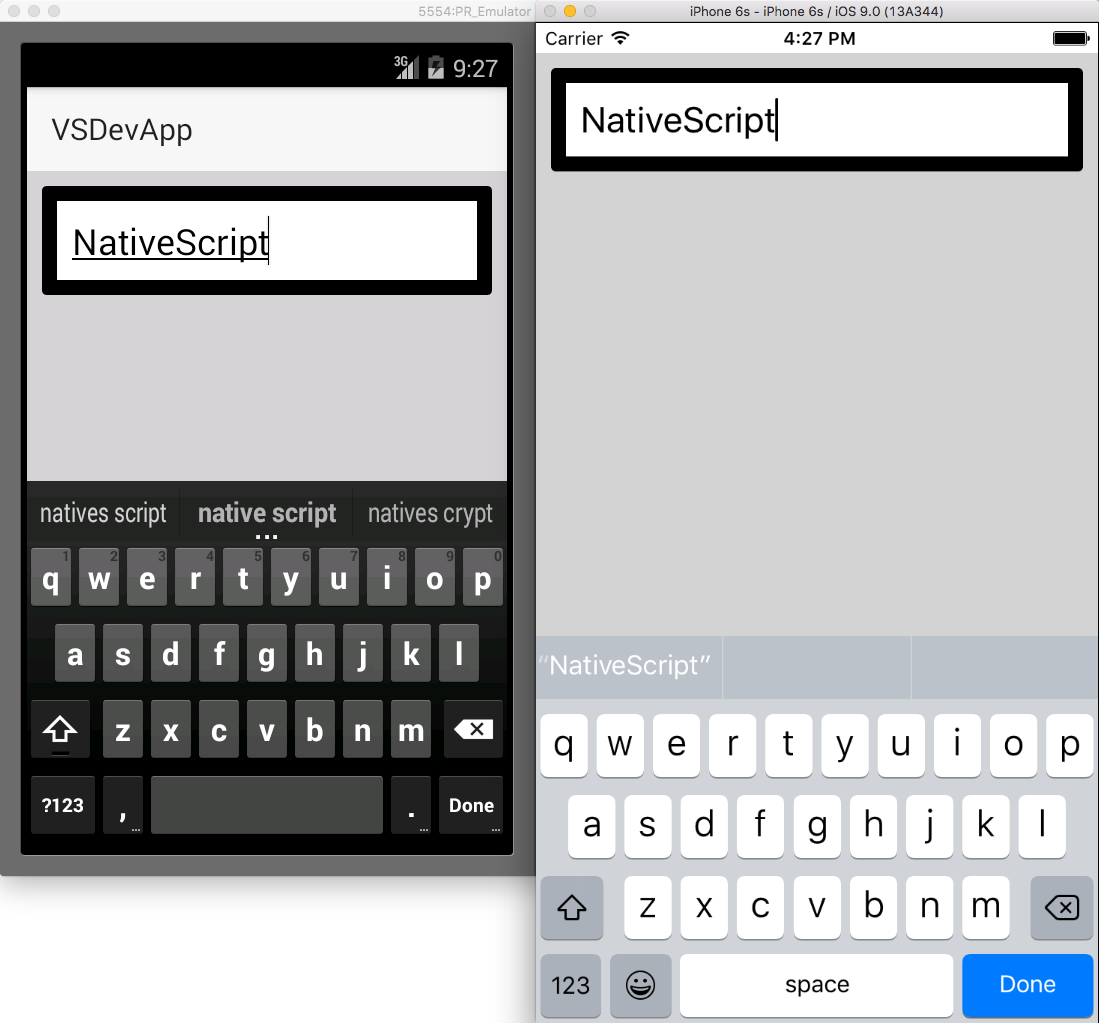 5554:PR_Emulator
3G 9:27
VSDevApp
NativeScript
natives script native script natives crypt
...
1 2 3 4 5 6 7 8 9 0
q w e r t y u i o p
a s d f g h j k l
z x c v b n m
?123 , . Done
... ... ...
iPhone 6s - iPhone 6s / iOS 9.0 (13A344)
Carrier 4:27 PM
NativeScript
“NativeScript”
q w e r t y u i o p
a s d f g h j k l
z x c v b n m
123 space Done